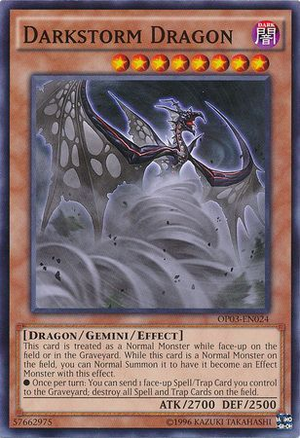 DARKSTORM DRAGON
DARK
闇
OP03-EN024
[DRAGON/GEMINI/EFFECT]
This card is treated as a Normal Monster while face-up on the
field or in the Graveyard. While this card is a Normal Monster on
the field, you can Normal Summon it to have it become an Effect
Monster with this effect.
● Once per turn: You can send 1 face-up Spell/Trap Card you control
to the Graveyard; destroy all Spell and Trap Cards on the field.
ATK/2700 DEF/2500
57662975
©1996 KAZUKI TAKAHASHI